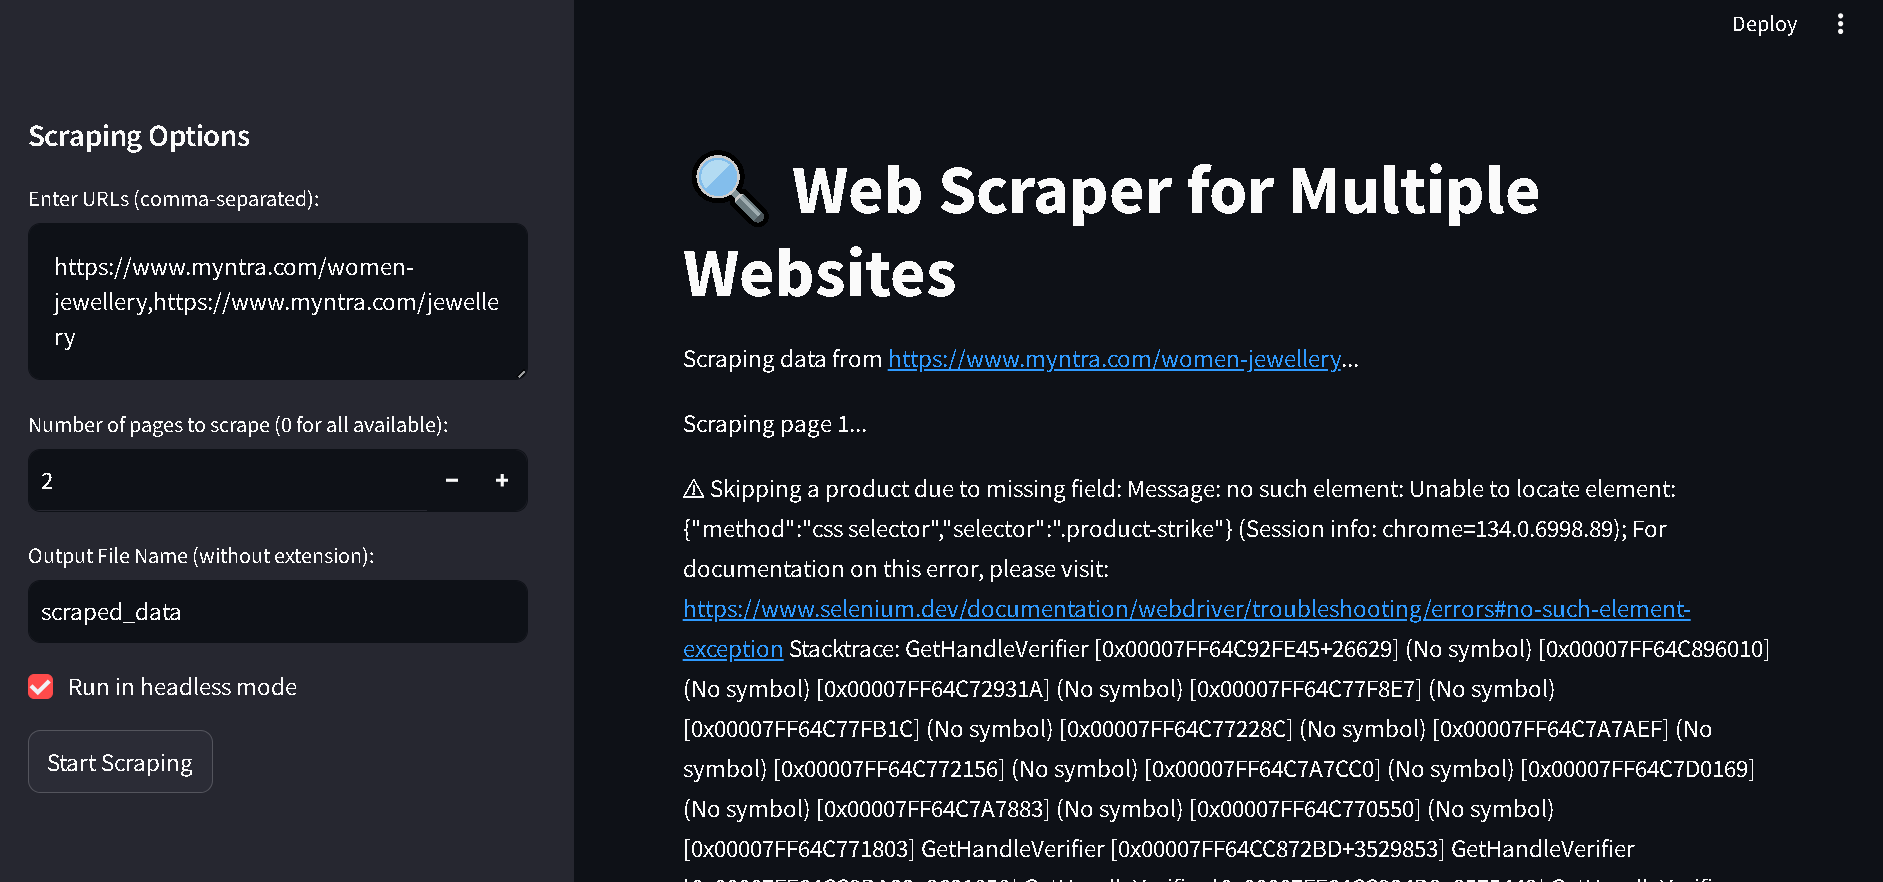 Deploy
Scraping Options
Enter URLs (comma-separated):
https://www.myntra.com/women-
jewellery,https://www.myntra.com/jewelle
ry
Number of pages to scrape (0 for all available):
2
Output File Name (without extension):
scraped_data
Run in headless mode
Start Scraping
Web Scraper for Multiple
Websites
Scraping data from https://www.myntra.com/women-jewellery...
Scraping page 1...
⚠ Skipping a product due to missing field: Message: no such element: Unable to locate element:
{"method":"css selector","selector":".product-strike"} (Session info: chrome=134.0.6998.89); For
documentation on this error, please visit:
https://www.selenium.dev/documentation/webdriver/troubleshooting/errors#no-such-element-
exception Stacktrace: GetHandleVerifier [0x00007FF64C92FE45+26629] (No symbol) [0x00007FF64C896010]
(No symbol) [0x00007FF64C72931A] (No symbol) [0x00007FF64C77F8E7] (No symbol)
[0x00007FF64C77FB1C] (No symbol) [0x00007FF64C77228C] (No symbol) [0x00007FF64C7A7AEF] (No
symbol) [0x00007FF64C772156] (No symbol) [0x00007FF64C7A7CC0] (No symbol) [0x00007FF64C7D0169]
(No symbol) [0x00007FF64C7A7883] (No symbol) [0x00007FF64C770550] (No symbol)
[0x00007FF64C771803] GetHandleVerifier [0x00007FF64CC872BD+3529853] GetHandleVerifier